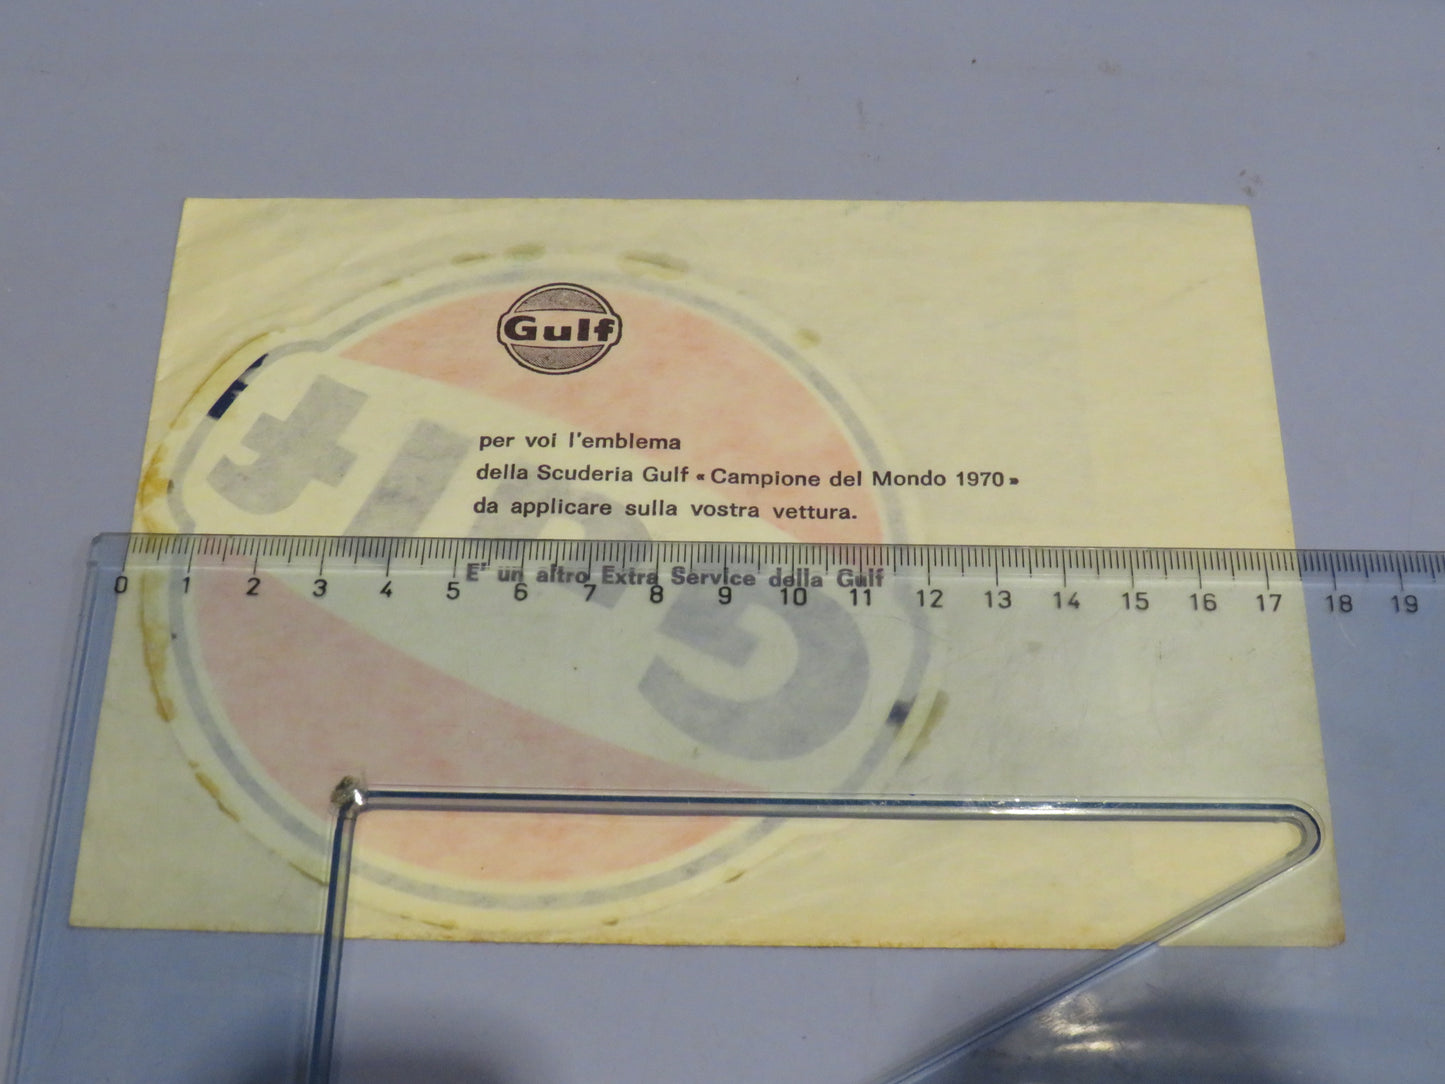 Gulf
per voi l'emblema
della Scuderia Gulf « Campione del Mondo 1970 »
da applicare sulla vostra vettura.
E' un altro Extra Service della Gulf
0 1 2 3 4 5 6 7 8 9 10 11 12 13 14 15 16 17 18 19
Gulf